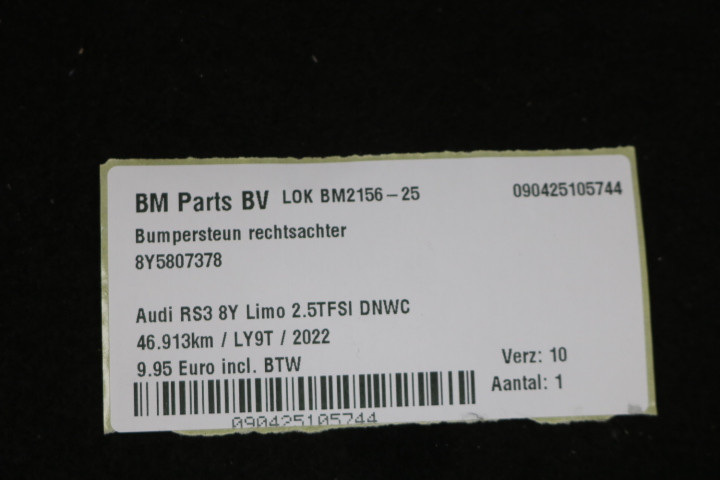 BM Parts BV LOK BM2156-25 090425105744
Bumpersteun rechtsachter
8Y5807378
Audi RS3 8Y Limo 2.5TFSI DNWC
46.913km / LY9T / 2022
9.95 Euro incl. BTW
Verz: 10
Aantal: 1
090425105744